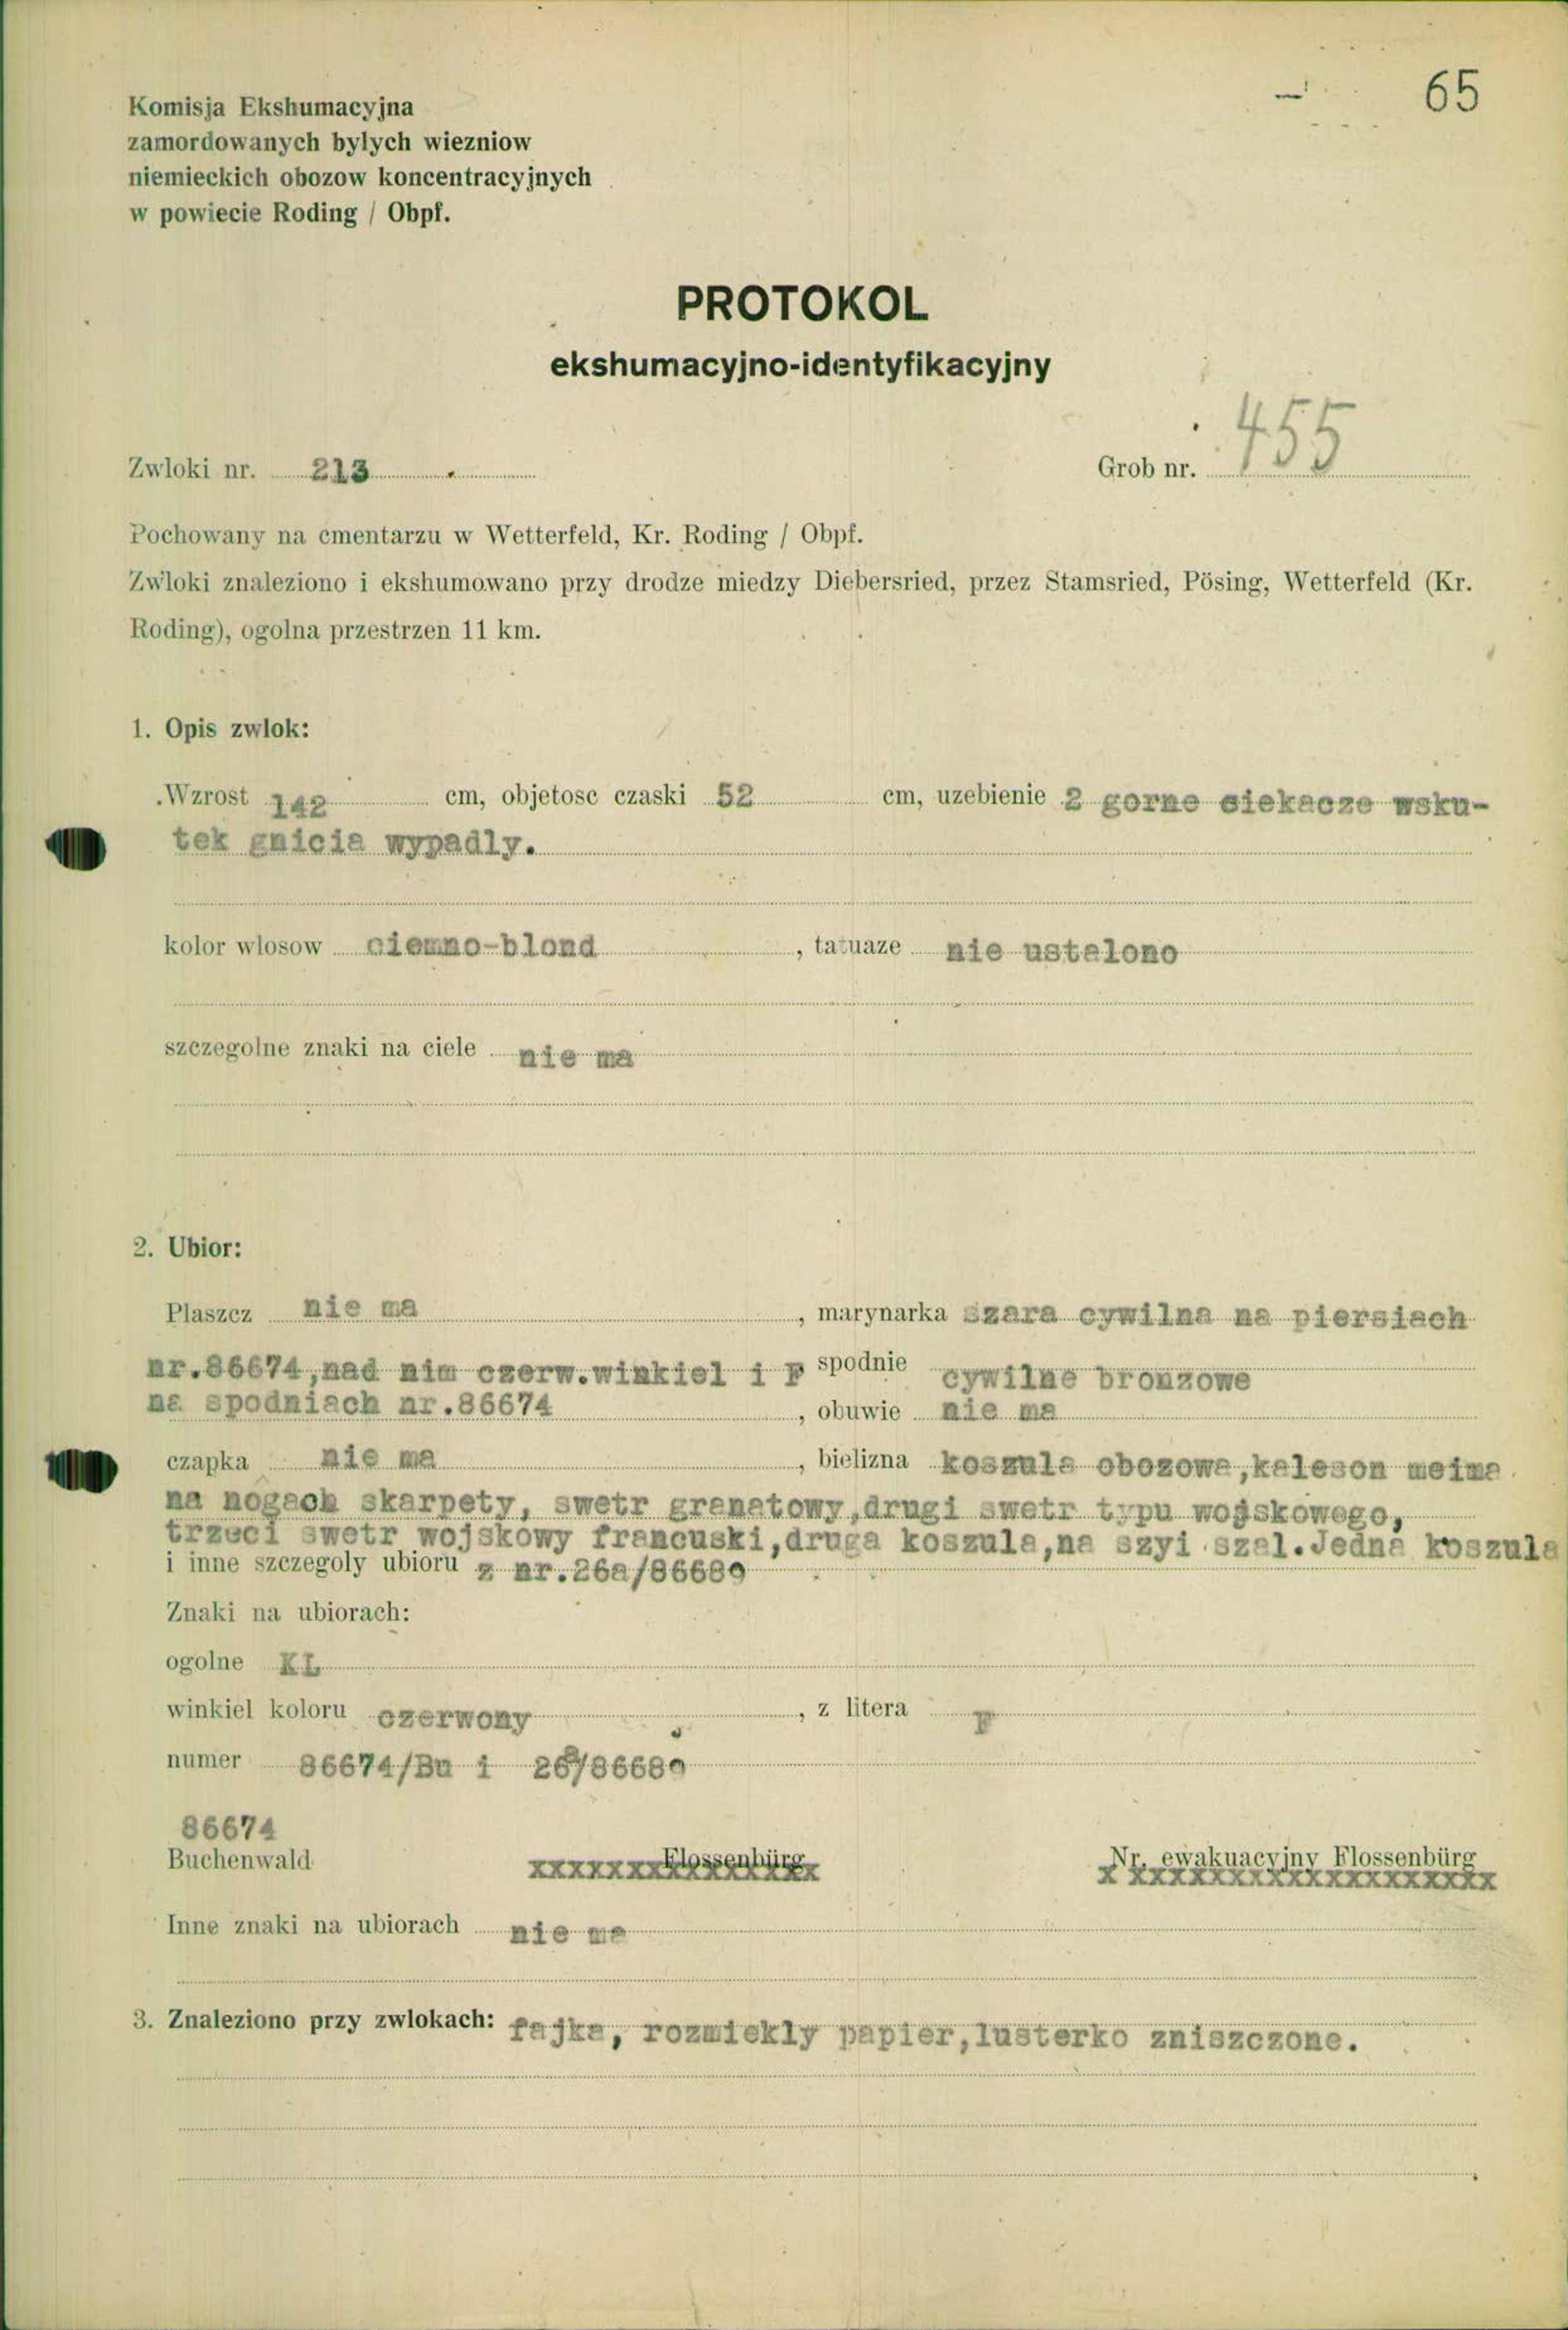 65
Komisja Ekshumacyjna
zamordowanych bylych wiezniow
niemieckich obozow koncentracyjnych
w powiecie Roding / Obpf.
PROTOKOL
ekshumacyjno-identyfikacyjny
Zwloki nr. 213
Grob nr. 455
Pochowany na cmentarzu w Wetterfeld, Kr. Roding / Obpf.
Zwloki znaleziono i ekshumowano przy drodze miedzy Diebersried, przez Stamsried, Pösing, Wetterfeld (Kr.
Roding), ogolna przestrzen 11 km.
1. Opis zwlok:
Wzrost 142 cm, objetosc czaski 52 cm, uzebienie 2 gorne siekacze wsku-
tek gnicia wypadly.
kolor wlosow ciemno-blond, tatuaze nie ustalono
szczegolne znaki na ciele nie ma
2. Ubior:
Plaszcz nie ma, marynarka szara cywilna na piersiach
nr.86674,nad nim czerw.winkiel i F spodnie cywilne bronzowe
na spodniach nr.86674, obuwie nie ma
czapka nie ma, bielizna koszula obozowa,kaleson
na nogach skarpety, swetr granatowy,drugi swetr typu wojskowego,
trzeci swetr wojskowy francuski,druga koszula,na szyi szal.Jedna koszula
i inne szczegoly ubioru z nr.
Znaki na ubiorach:
ogolne KL
winkiel koloru czerwony, z litera F
numer 86674/Bu i
86674
Buchenwald
Flossenbürg
Nr. ewakuacyjny Flossenbürg
Inne znaki na ubiorach nie ma
3. Znaleziono przy zwlokach: fajka, rozmiekly papier,lusterko zniszczone.